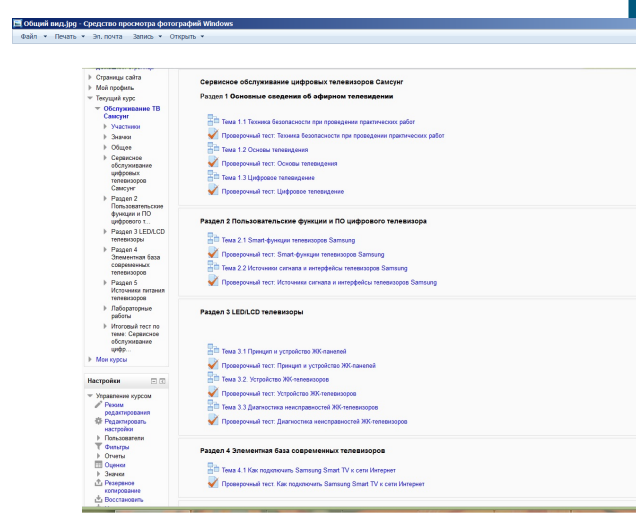 Общий вид.jpg - Средство просмотра фотографий Windows
Файл Печать Эл. почта Запись Открыть
Страницы сайта
Мой профиль
Текущий курс
Обслуживание ТВ
Самсунг
Участники
Значки
Общее
Сервисное
обслуживание
цифровых
телевизоров
Самсунг
Раздел 2
Пользовательские
функции и ПО
цифрового т...
Раздел 3 LED/LCD
телевизоры
Раздел 4
Элементная база
современных
телевизоров
Раздел 5
Источники питания
телевизоров
Лабораторные
работы
Итоговый тест по
теме: Сервисное
обслуживание
цифр...
Мои курсы
Настройки
Управление курсом
Режим
редактирования
Редактировать
настройки
Пользователи
Фильтры
Отчеты
Оценки
Значки
Резервное
копирование
Восстановить
Сервисное обслуживание цифровых телевизоров Самсунг
Раздел 1 Основные сведения об афирном телевидении
Тема 1.1 Техника безопасности при проведении практических работ
Проверочный тест: Техника безопасности при проведении практических работ
Тема 1.2 Основы телевидения
Проверочный тест: Основы телевидения
Тема 1.3 Цифровое телевидение
Проверочный тест: Цифровое телевидение
Раздел 2 Пользовательские функции и ПО цифрового телевизора
Тема 2.1 Smart-функции телевизоров Samsung
Проверочный тест: Smart-функции телевизоров Samsung
Тема 2.2 Источники сигнала и интерфейсы телевизоров Samsung
Проверочный тест: Источники сигнала и интерфейсы телевизоров Samsung
Раздел 3 LED/LCD телевизоры
Тема 3.1 Принцип и устройство ЖК-панелей
Проверочный тест: Принцип и устройство ЖК-панелей
Тема 3.2. Устройство ЖК-телевизоров
Проверочный тест: Устройство ЖК-телевизоров
Тема 3.3 Диагностика неисправностей ЖК-телевизоров
Проверочный тест: Диагностика неисправностей ЖК-телевизоров
Раздел 4 Элементная база современных телевизоров
Тема 4.1 Как подключить Samsung Smart TV к сети Интернет
Проверочный тест: Как подключить Samsung Smart TV к сети Интернет